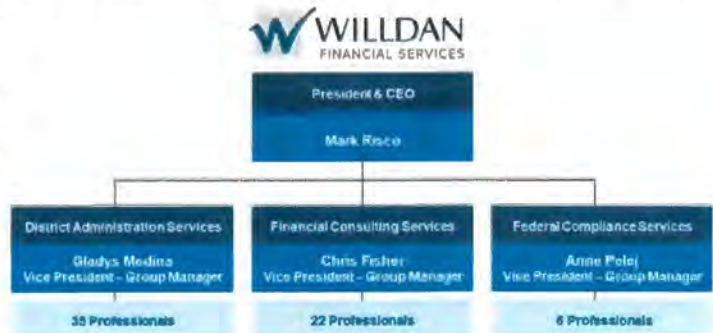 WILLDAN
FINANCIAL SERVICES
President & CEO
Mark Risco
District Administration Services
Gladys Medina
Vice President – Group Manager
35 Professionals
Financial Consulting Services
Chris Fisher
Vice President – Group Manager
22 Professionals
Federal Compliance Services
Anne Pelej
Vice President – Group Manager
6 Professionals